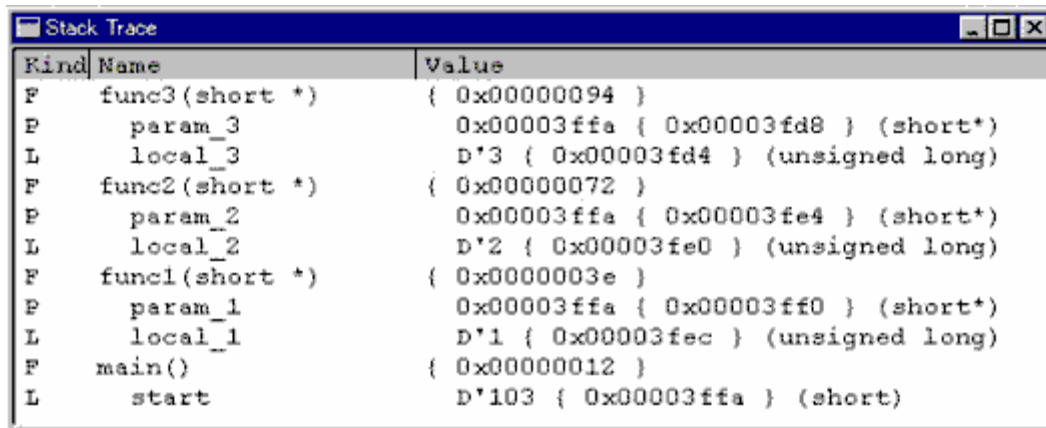 Stack Trace
Kind Name Value
F func3(short *) { 0x00000094 }
P param_3 0x00003ffa { 0x00003fd8 } (short*)
L local_3 D'3 { 0x00003fd4 } (unsigned long)
F func2(short *) { 0x00000072 }
P param_2 0x00003ffa { 0x00003fe4 } (short*)
L local_2 D'2 { 0x00003fe0 } (unsigned long)
F func1(short *) { 0x0000003e }
P param_1 0x00003ffa { 0x00003ff0 } (short*)
L local_1 D'1 { 0x00003fec } (unsigned long)
F main() { 0x00000012 }
L start D'103 { 0x00003ffa } (short)